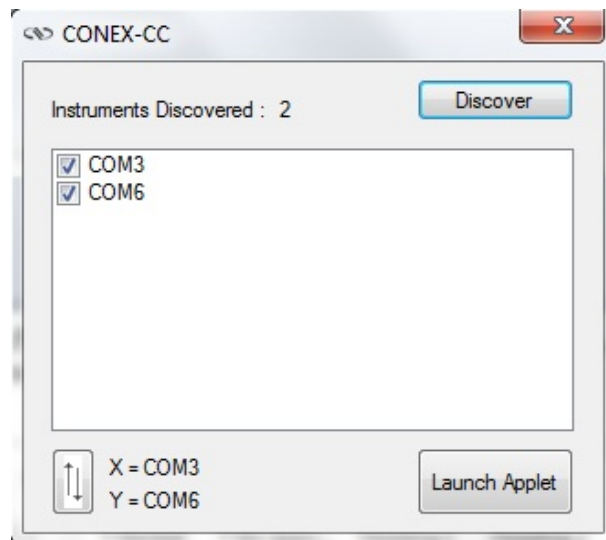 CONEX-CC
Instruments Discovered : 2
Discover
COM3
COM6
X = COM3
Y = COM6
Launch Applet